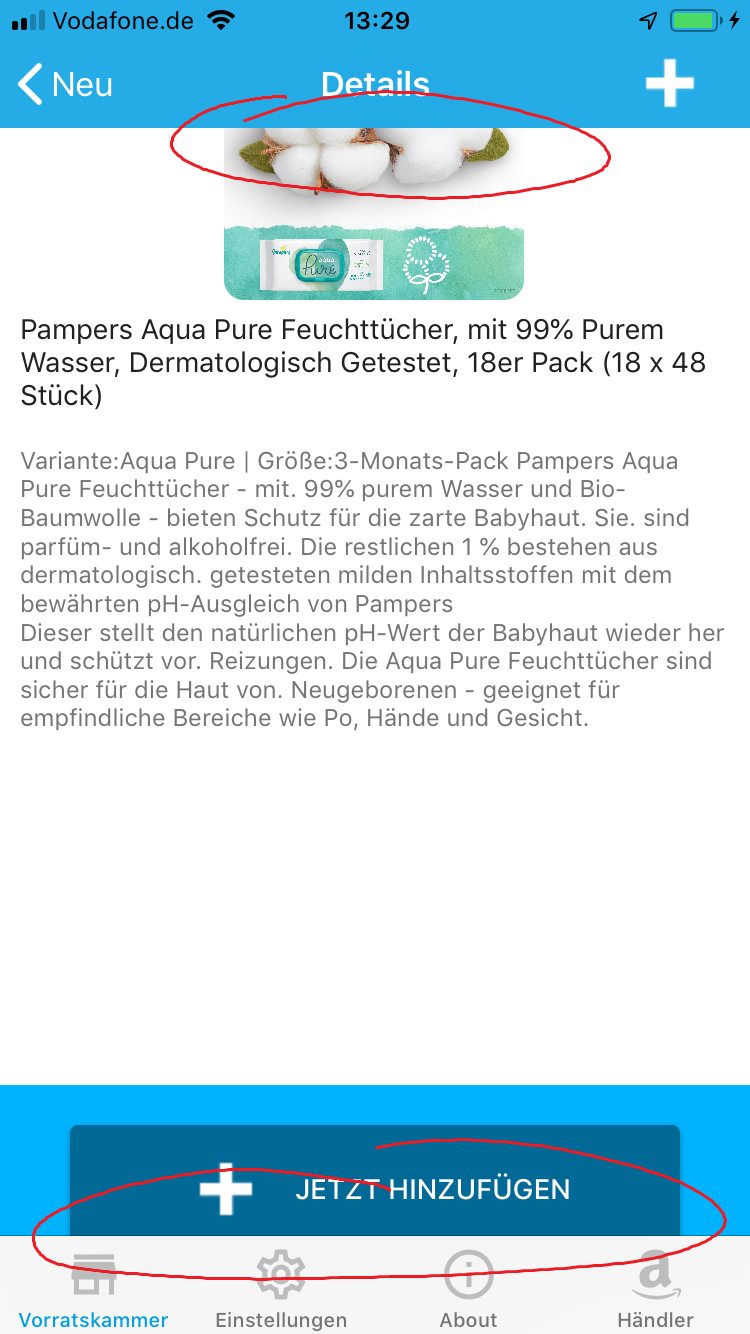 Vodafone.de 13:29
Neu Details
Pampers
aqua
Pure
Pampers Aqua Pure Feuchttücher, mit 99% Purem
Wasser, Dermatologisch Getestet, 18er Pack (18 x 48
Stück)
Variante:Aqua Pure | Größe:3-Monats-Pack Pampers Aqua
Pure Feuchttücher - mit. 99% purem Wasser und Bio-
Baumwolle - bieten Schutz für die zarte Babyhaut. Sie. sind
parfüm- und alkoholfrei. Die restlichen 1 % bestehen aus
dermatologisch. getesteten milden Inhaltsstoffen mit dem
bewährten pH-Ausgleich von Pampers
Dieser stellt den natürlichen pH-Wert der Babyhaut wieder her
und schützt vor. Reizungen. Die Aqua Pure Feuchttücher sind
sicher für die Haut von. Neugeborenen - geeignet für
empfindliche Bereiche wie Po, Hände und Gesicht.
JETZT HINZUFÜGEN
Vorratskammer Einstellungen About Händler